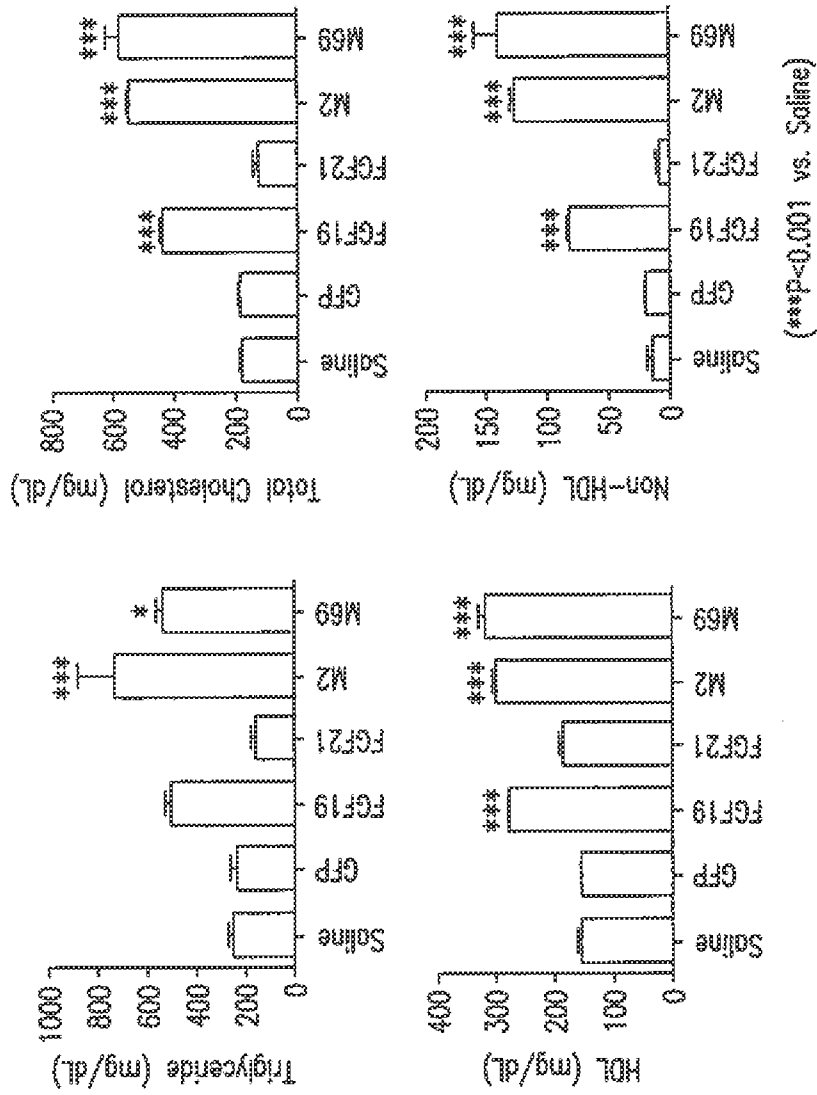 Triglyceride (mg/dL)
1000
800
600
400
200
0
***
*
Saline
GFP
FGF19
FGF21
M2
M69
Total Cholesterol (mg/dL)
800
600
400
200
0
***
***
***
Saline
GFP
FGF19
FGF21
M2
M69
HDL (mg/dL)
400
300
200
100
0
***
***
***
Saline
GFP
FGF19
FGF21
M2
M69
Non-HDL (mg/dL)
200
150
100
50
0
***
***
***
Saline
GFP
FGF19
FGF21
M2
M69
(***P<0.001 vs. Saline)